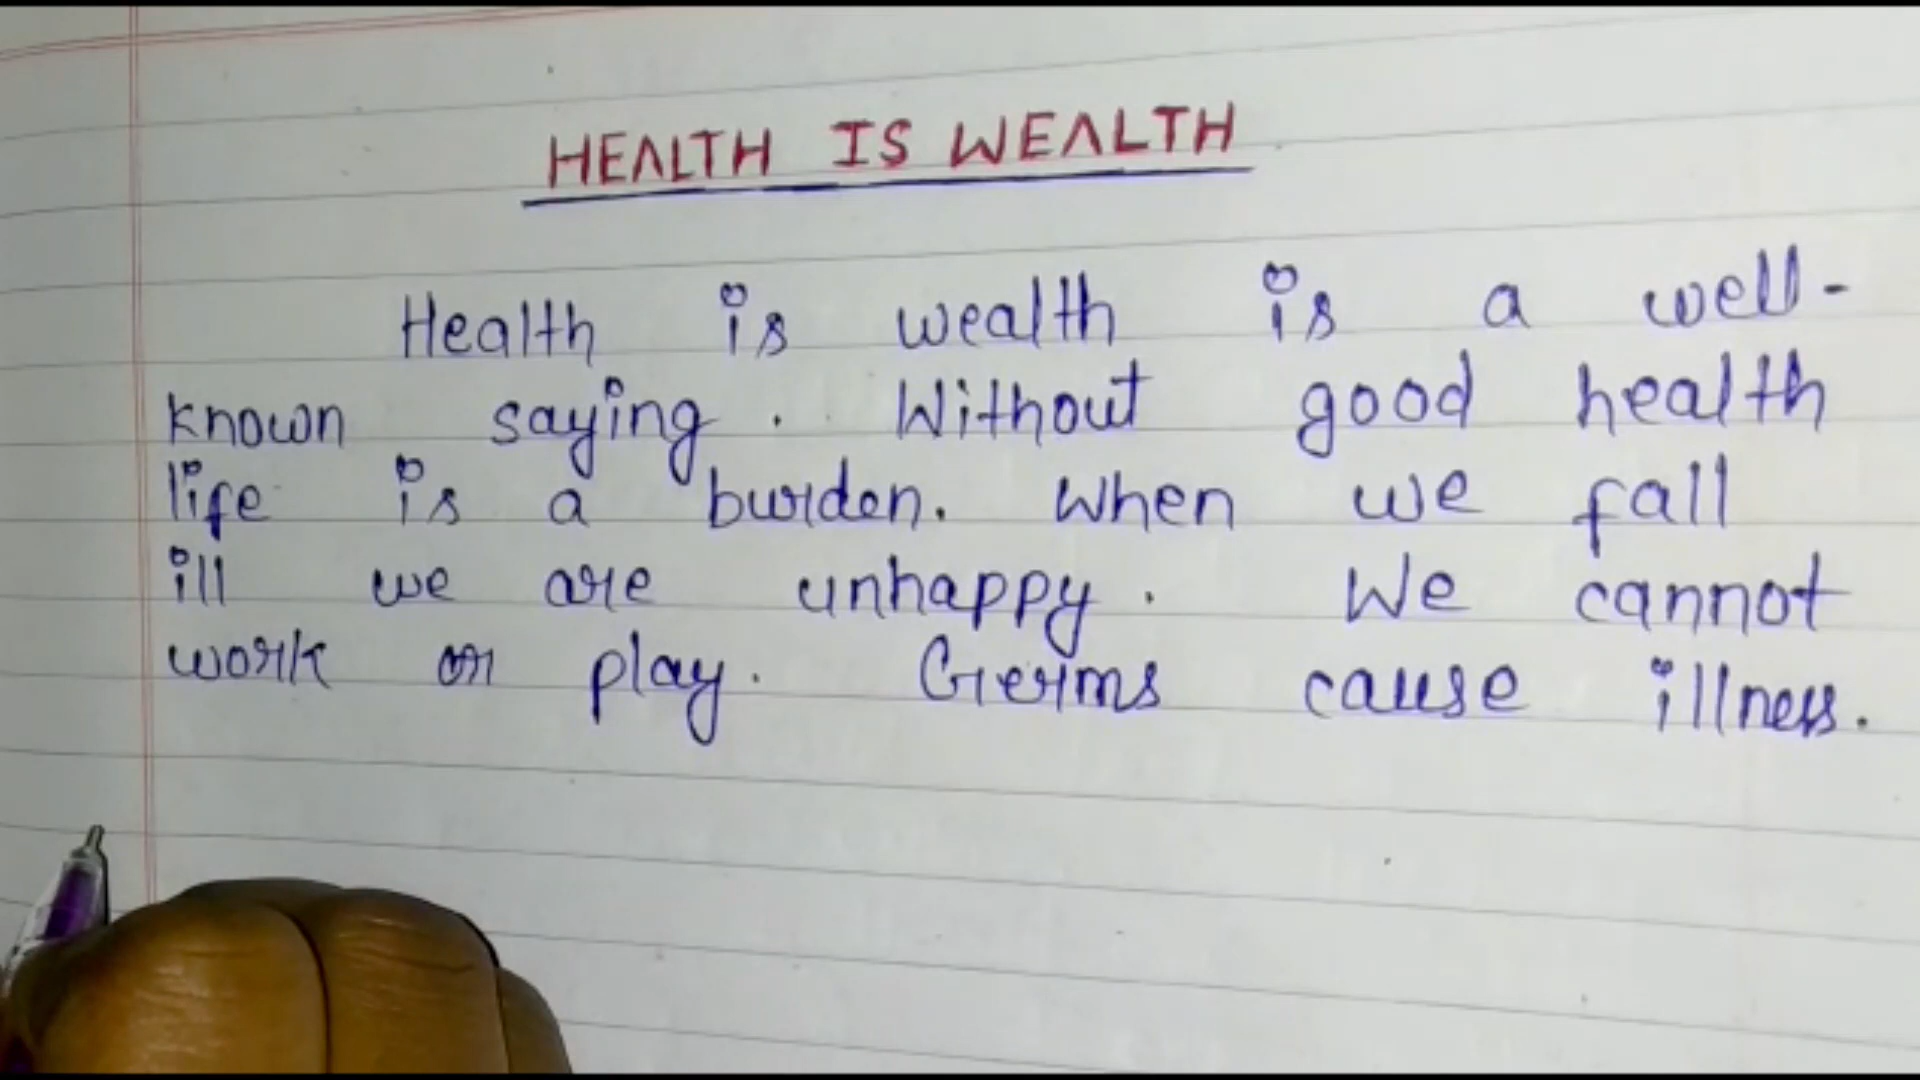 HEALTH IS WEALTH
Health is wealth is a well-
known saying. Without good health
life is a burden. When we fall
ill we are unhappy. We cannot
work or play. Germs cause illness.